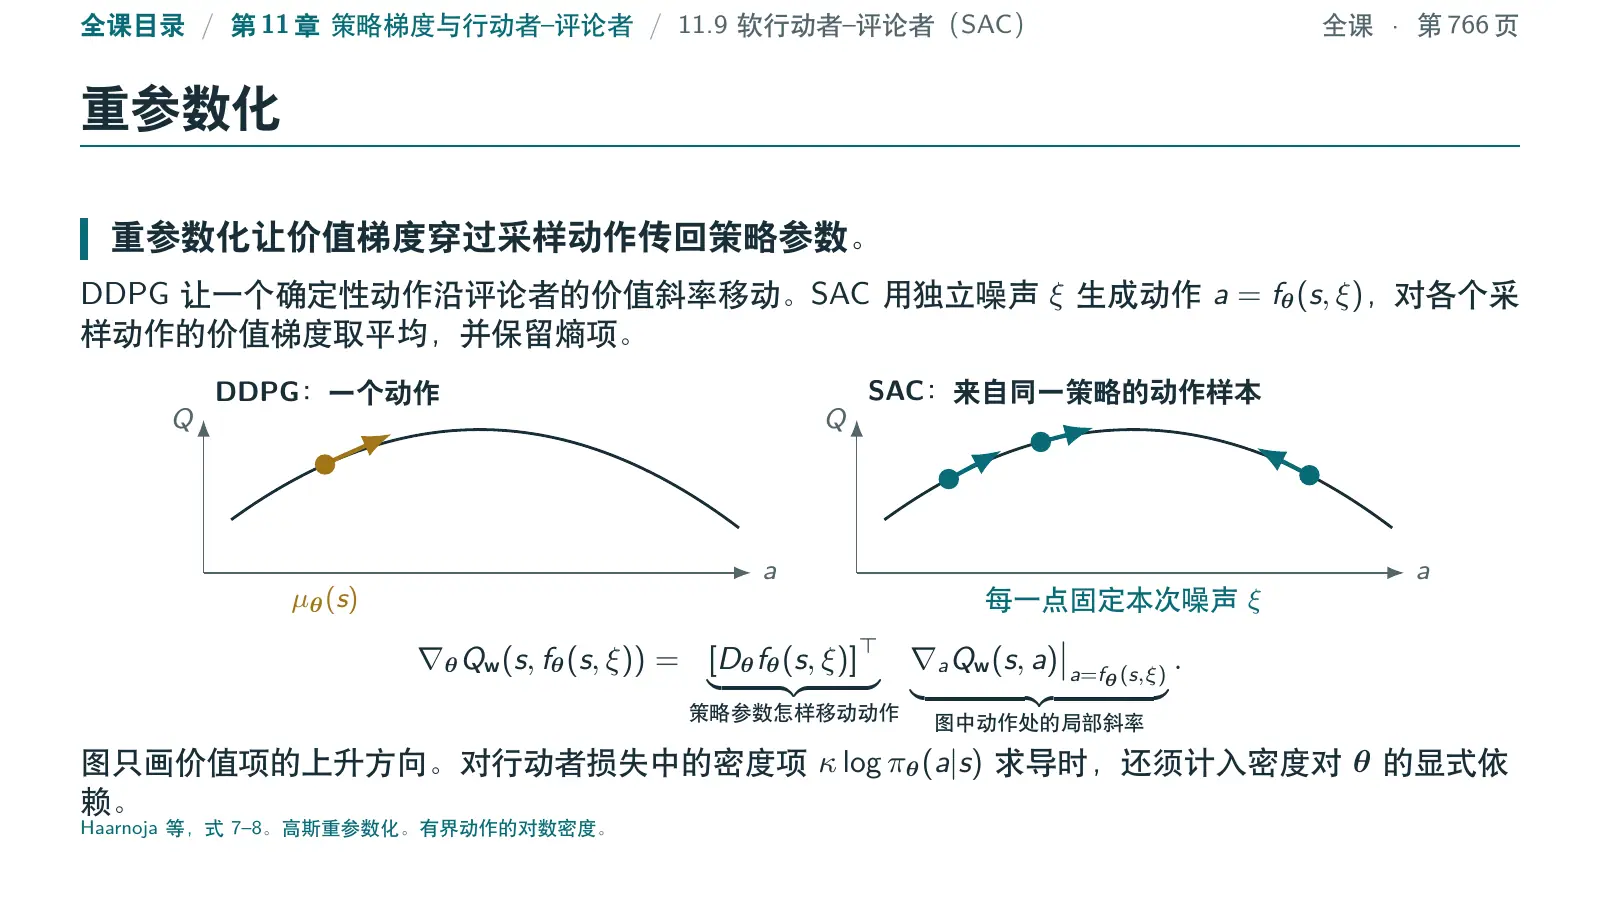 全课目录 / 第 11 章 策略梯度与行动者–评论者 / 11.9 软行动者–评论者（SAC） 全课 · 第 766 页
重参数化
重参数化让价值梯度穿过采样动作传回策略参数。
DDPG 让一个确定性动作沿评论者的价值斜率移动。SAC 用独立噪声 ξ 生成动作 a = f_θ(s, ξ)，对各个采
样动作的价值梯度取平均，并保留熵项。
DDPG：一个动作
Q
a
μ_θ(s)
SAC：来自同一策略的动作样本
Q
a
每一点固定本次噪声 ξ
∇_θ Q_w(s, f_θ(s, ξ)) = [D_θ f_θ(s, ξ)]^⊤ ∇_a Q_w(s, a)|_{a=f_θ(s,ξ)} .
策略参数怎样移动动作
图中动作处的局部斜率
图只画价值项的上升方向。对行动者损失中的密度项 κ log π_θ(a|s) 求导时，还须计入密度对 θ 的显式依
赖。
Haarnoja 等，式 7–8。高斯重参数化。有界动作的对数密度。